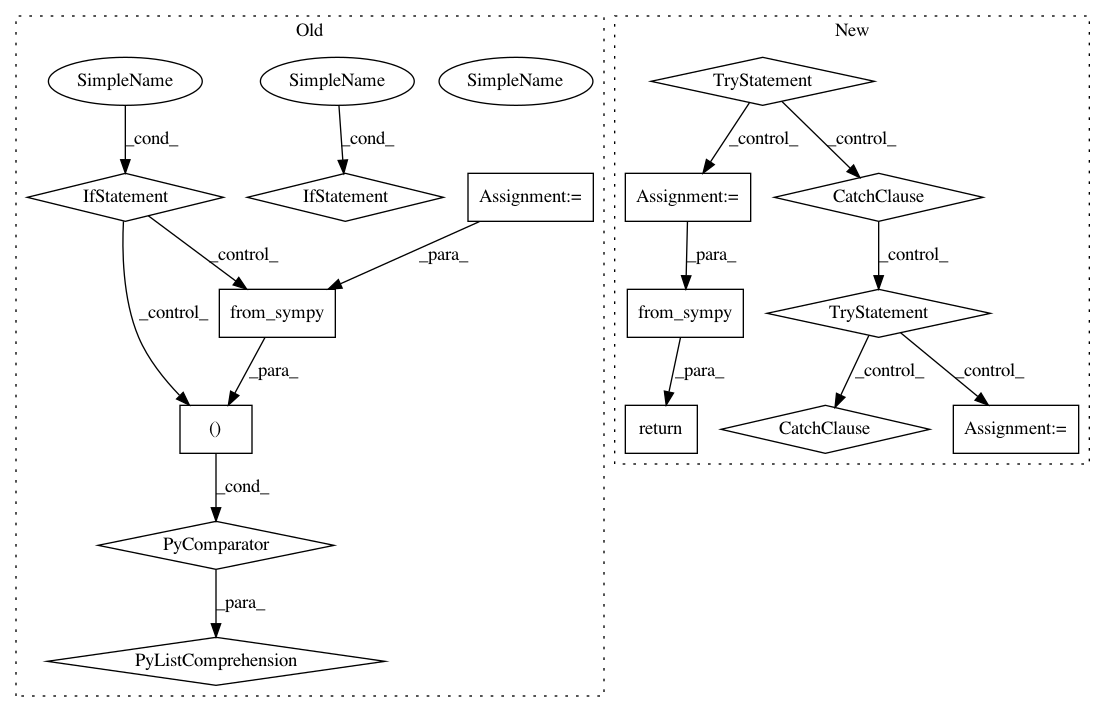 Old
New
SimpleName
SimpleName
SimpleName
TryStatement
_cond_
_cond_
_control_
_control_
IfStatement
IfStatement
Assignment:=
Assignment:=
CatchClause
_control_
_para_
_para_
_control_
_control_
from_sympy
from_sympy
TryStatement
_para_
_para_
_control_
_control_
()
return
CatchClause
Assignment:=
_cond_
PyComparator
_para_
PyListComprehension